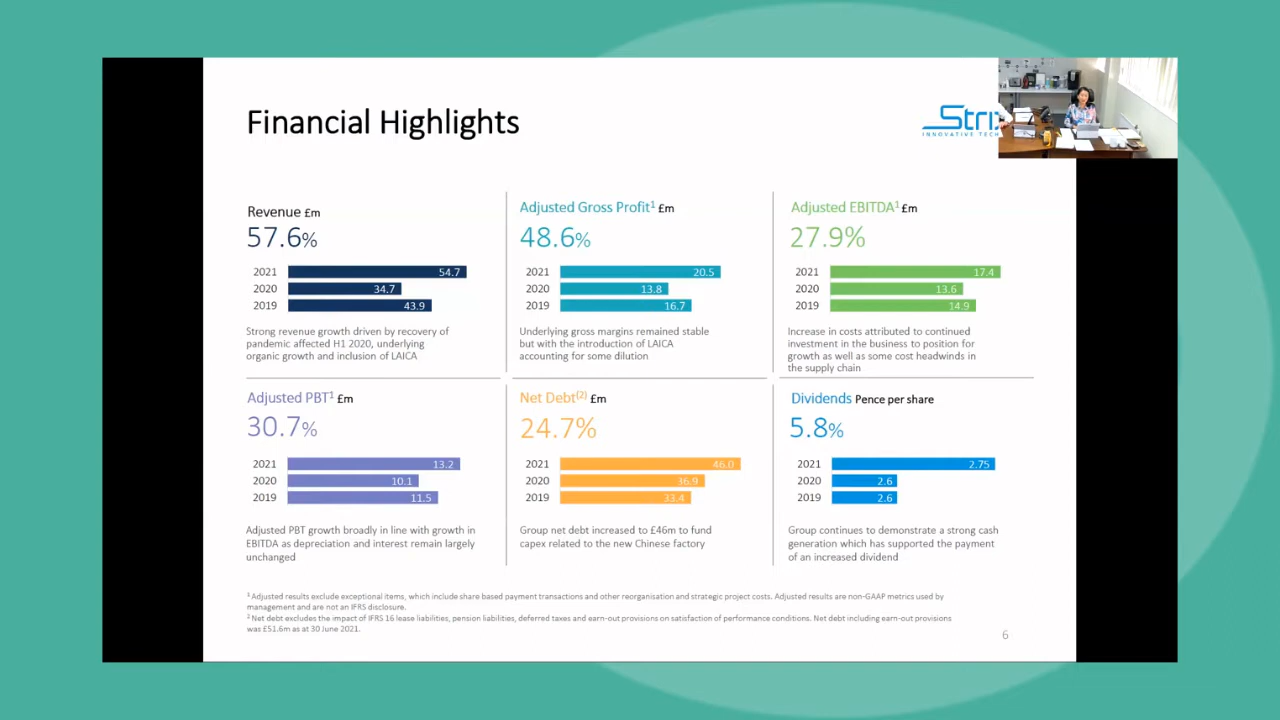 Financial Highlights
Stri
INNOVATIVE TECH
Revenue £m
57.6%
2021 54.7
2020 34.7
2019 43.9
Strong revenue growth driven by recovery of
pandemic affected H1 2020, underlying
organic growth and inclusion of LAICA
Adjusted Gross Profit¹ £m
48.6%
2021 20.5
2020 13.8
2019 16.7
Underlying gross margins remained stable
but with the introduction of LAICA
accounting for some dilution
Adjusted EBITDA¹ £m
27.9%
2021 17.4
2020 13.6
2019 14.9
Increase in costs attributed to continued
investment in the business to position for
growth as well as some cost headwinds in
the supply chain
Adjusted PBT¹ £m
30.7%
2021 13.2
2020 10.1
2019 11.5
Adjusted PBT growth broadly in line with growth in
EBITDA as depreciation and interest remain largely
unchanged
Net Debt⁽²⁾ £m
24.7%
2021 46.0
2020 36.9
2019 33.4
Group net debt increased to £46m to fund
capex related to the new Chinese factory
Dividends Pence per share
5.8%
2021 2.75
2020 2.6
2019 2.6
Group continues to demonstrate a strong cash
generation which has supported the payment
of an increased dividend
¹ Adjusted results exclude exceptional items, which include share based payment transactions and other reorganisation and strategic project costs. Adjusted results are non-GAAP metrics used by
management and are not an IFRS disclosure.
² Net debt excludes the impact of IFRS 16 lease liabilities, pension liabilities, deferred taxes and earn-out provisions on satisfaction of performance conditions. Net debt including earn-out provisions
was £51.6m as at 30 June 2021.
6